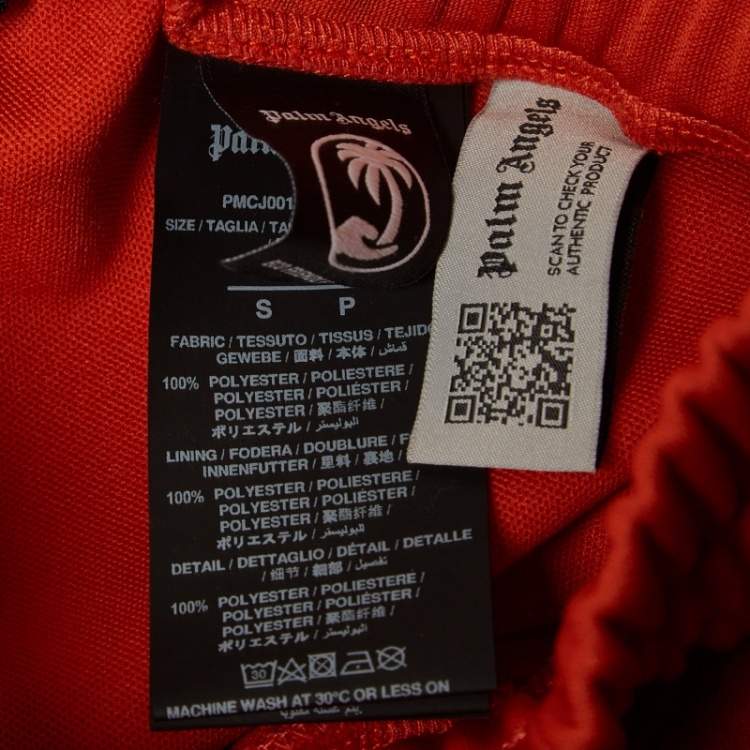 Palm Angels
PMCJ001
SIZE / TAGLIA / TA
S P
FABRIC / TESSUTO / TISSUS / TEJIDO
GEWEBE / 面料 / 本体 / قماش
100% POLYESTER / POLIESTERE /
POLYESTER / POLIÉSTER /
POLYESTER / 聚酯纤维 /
ポリエステル / البوليستر
LINING / FODERA / DOUBLURE / F
INNENFUTTER / 里料 / 裏地 /
100% POLYESTER / POLIESTERE /
POLYESTER / POLIÉSTER /
POLYESTER / 聚酯纤维 /
ポリエステル / البوليستر
DETAIL / DETTAGLIO / DÉTAIL / DETALLE
/ 细节 / 細部 / تفصيل
100% POLYESTER / POLIESTERE /
POLYESTER / POLIÉSTER /
POLYESTER / 聚酯纤维 /
ポリエステル / البوليستر
30
MACHINE WASH AT 30°C OR LESS ON
Palm Angels
SCAN TO CHECK YOUR
AUTHENTIC PRODUCT